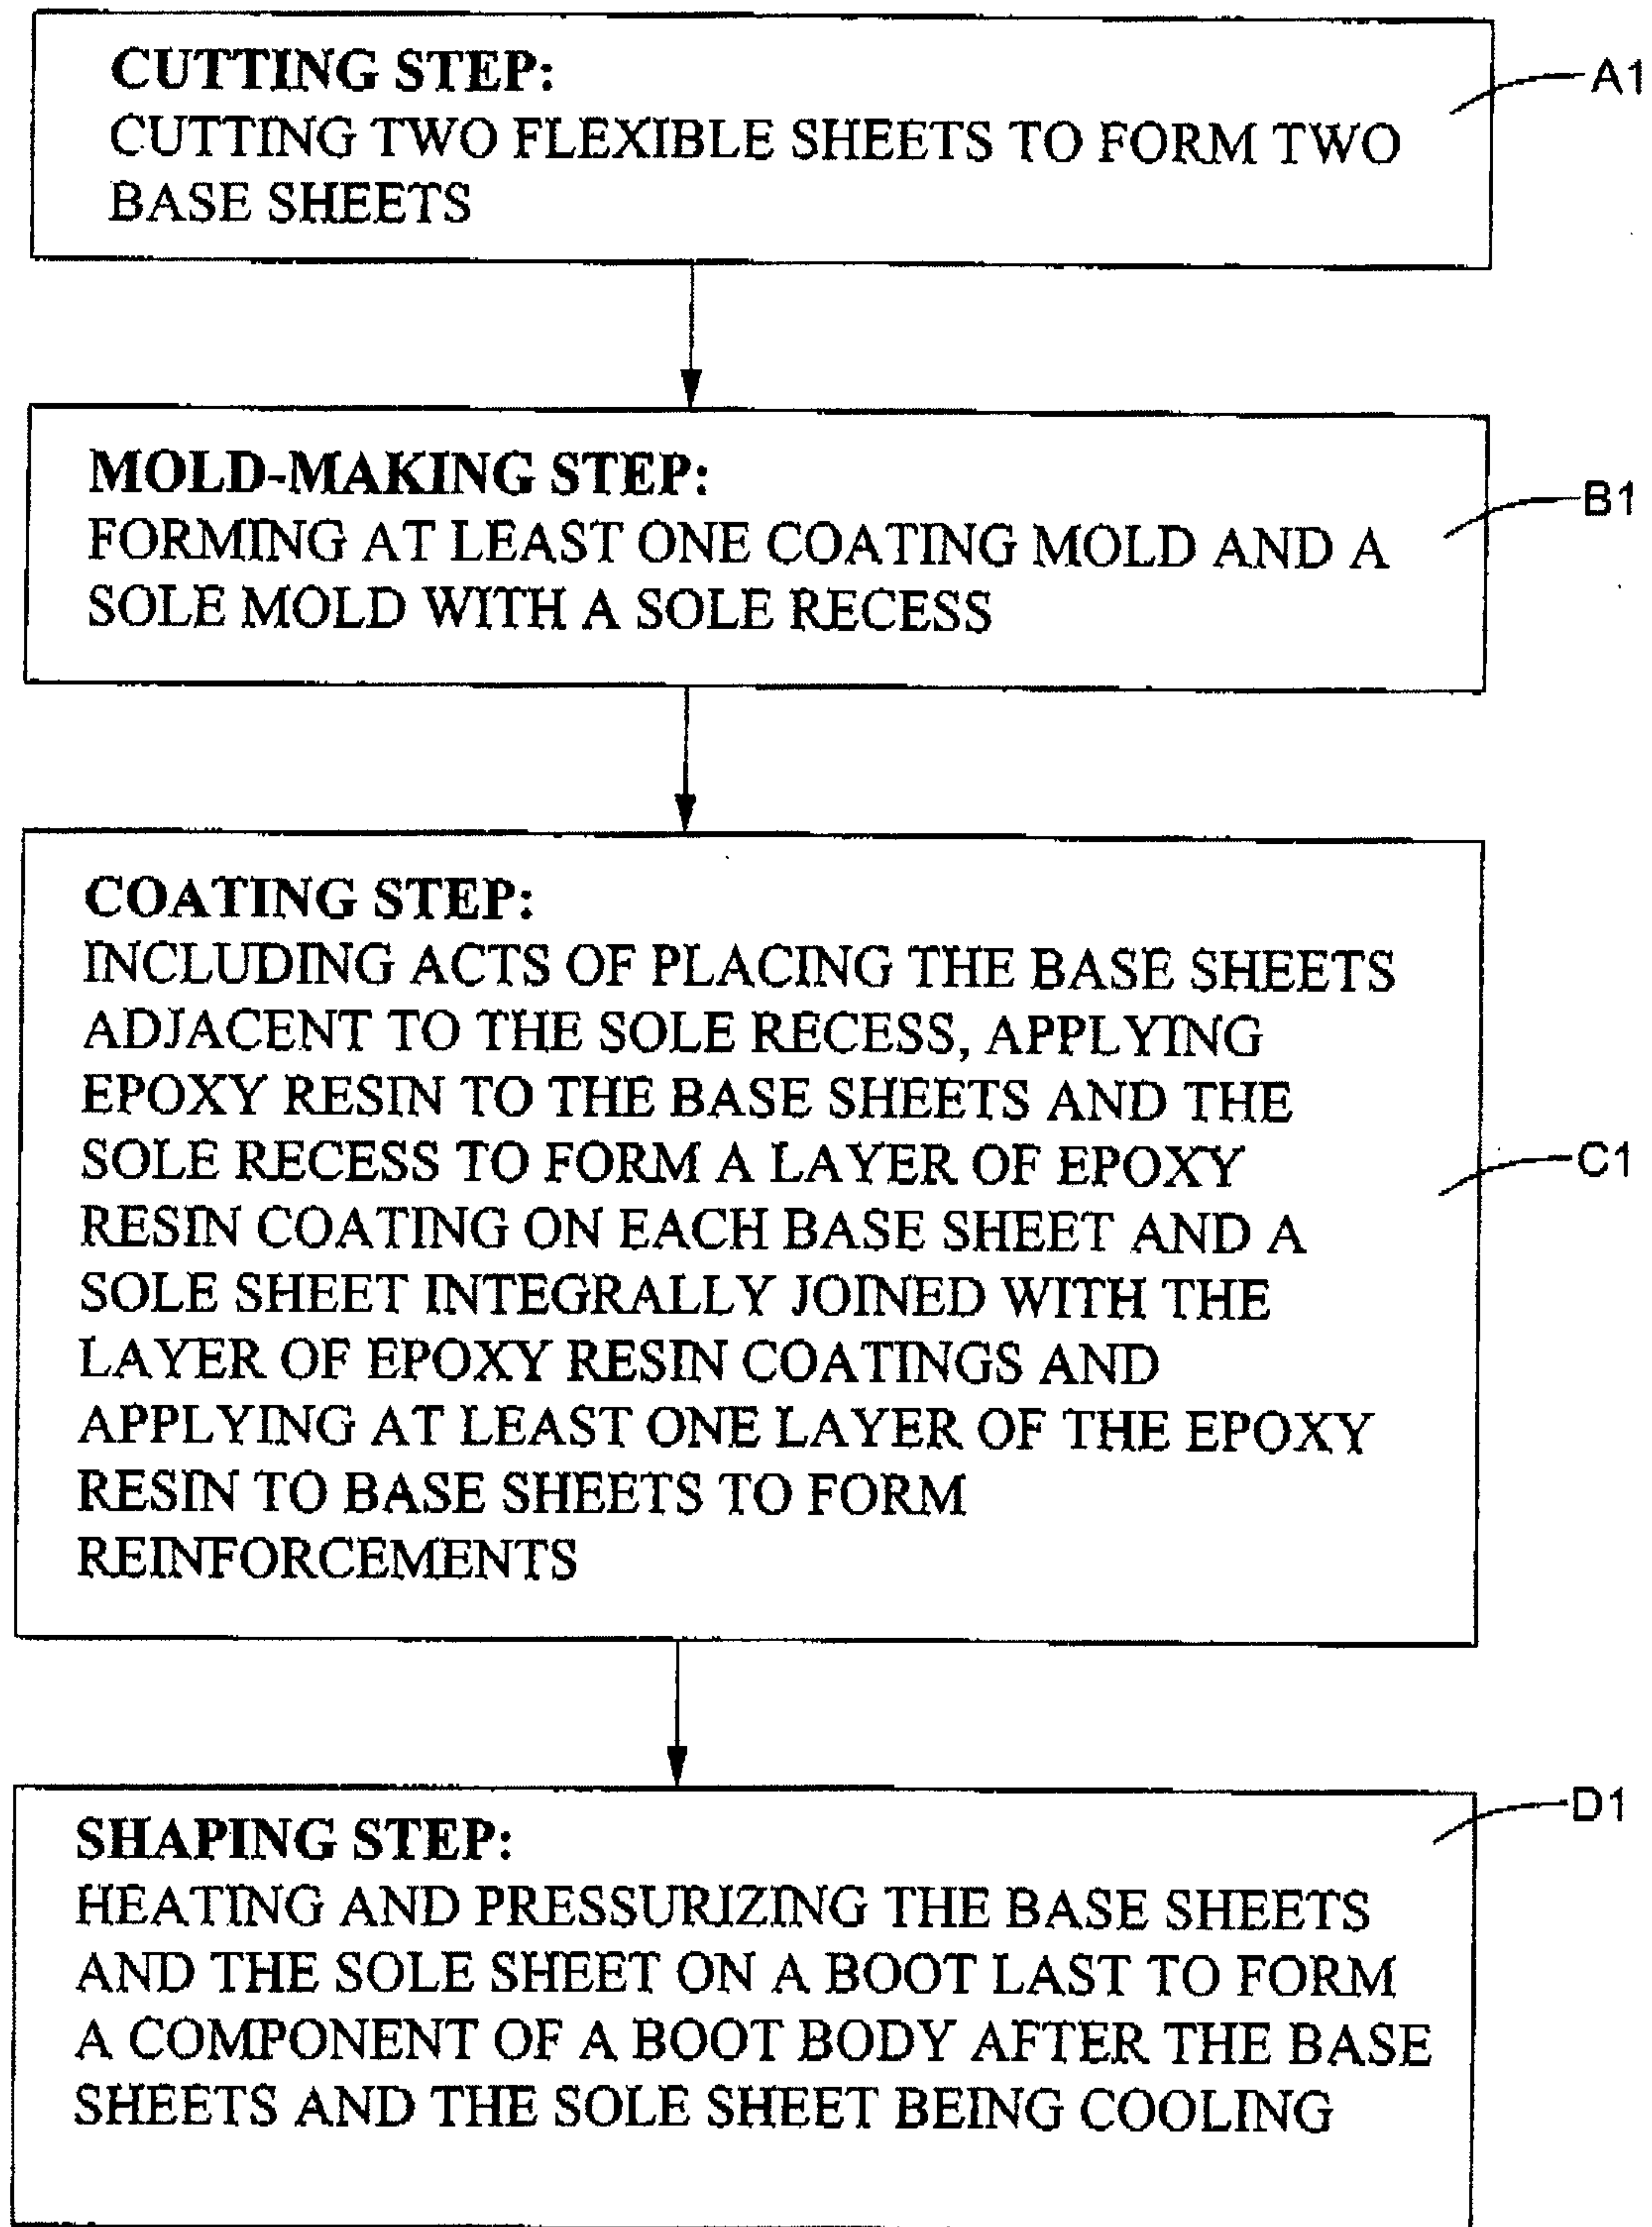 CUTTING STEP:
A1
CUTTING TWO FLEXIBLE SHEETS TO FORM TWO
BASE SHEETS
MOLD-MAKING STEP:
B1
FORMING AT LEAST ONE COATING MOLD AND A
SOLE MOLD WITH A SOLE RECESS
COATING STEP:
INCLUDING ACTS OF PLACING THE BASE SHEETS
ADJACENT TO THE SOLE RECESS, APPLYING
EPOXY RESIN TO THE BASE SHEETS AND THE
SOLE RECESS TO FORM A LAYER OF EPOXY
C1
RESIN COATING ON EACH BASE SHEET AND A
SOLE SHEET INTEGRALLY JOINED WITH THE
LAYER OF EPOXY RESIN COATINGS AND
APPLYING AT LEAST ONE LAYER OF THE EPOXY
RESIN TO BASE SHEETS TO FORM
REINFORCEMENTS
SHAPING STEP:
D1
HEATING AND PRESSURIZING THE BASE SHEETS
AND THE SOLE SHEET ON A BOOT LAST TO FORM
A COMPONENT OF A BOOT BODY AFTER THE BASE
SHEETS AND THE SOLE SHEET BEING COOLING